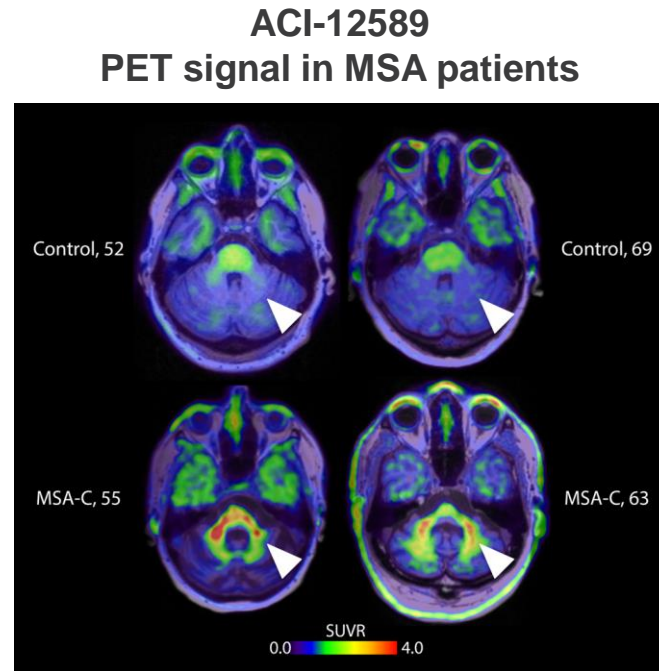 ACI-12589
PET signal in MSA patients
Control, 52
Control, 69
MSA-C, 55
MSA-C, 63
SUVR
0.0 4.0